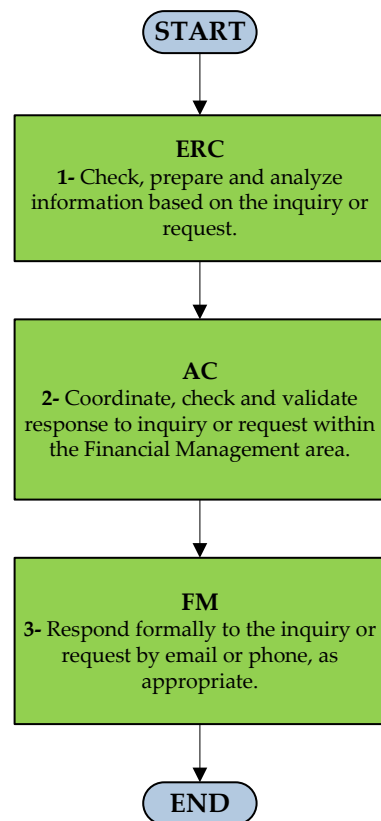 START
ERC
1- Check, prepare and analyze
information based on the inquiry or
request.
AC
2- Coordinate, check and validate
response to inquiry or request within
the Financial Management area.
FM
3- Respond formally to the inquiry or
request by email or phone, as
appropriate.
END